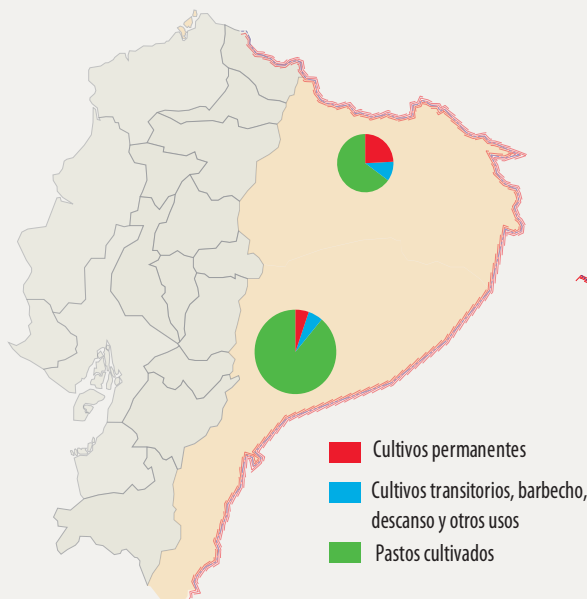 Cultivos permanentes
Cultivos transitorios, barbecho,
descanso y otros usos
Pastos cultivados